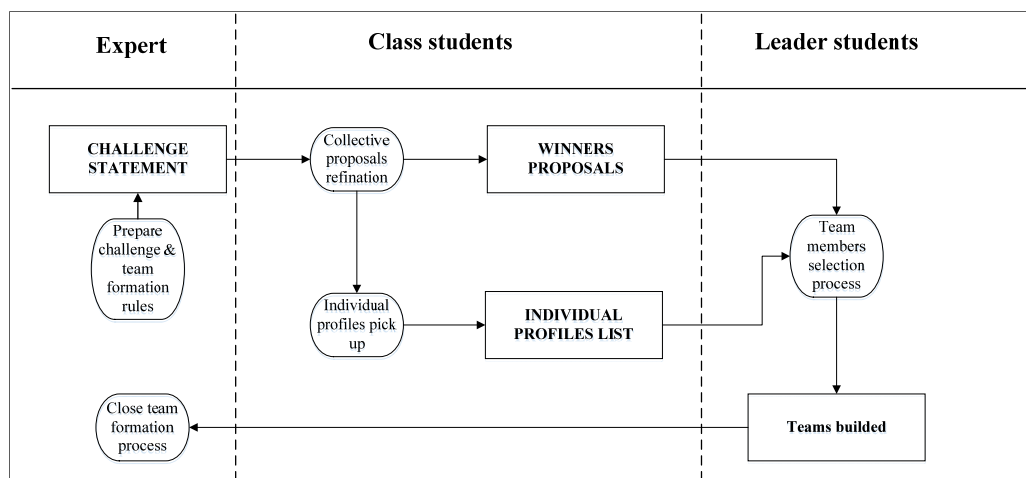 Expert
Class students
Leader students
CHALLENGE
STATEMENT
Collective
proposals
refination
WINNERS
PROPOSALS
Prepare
challenge &
team
formation
rules
Team
members
selection
process
Individual
profiles pick
up
INDIVIDUAL
PROFILES LIST
Close team
formation
process
Teams builded